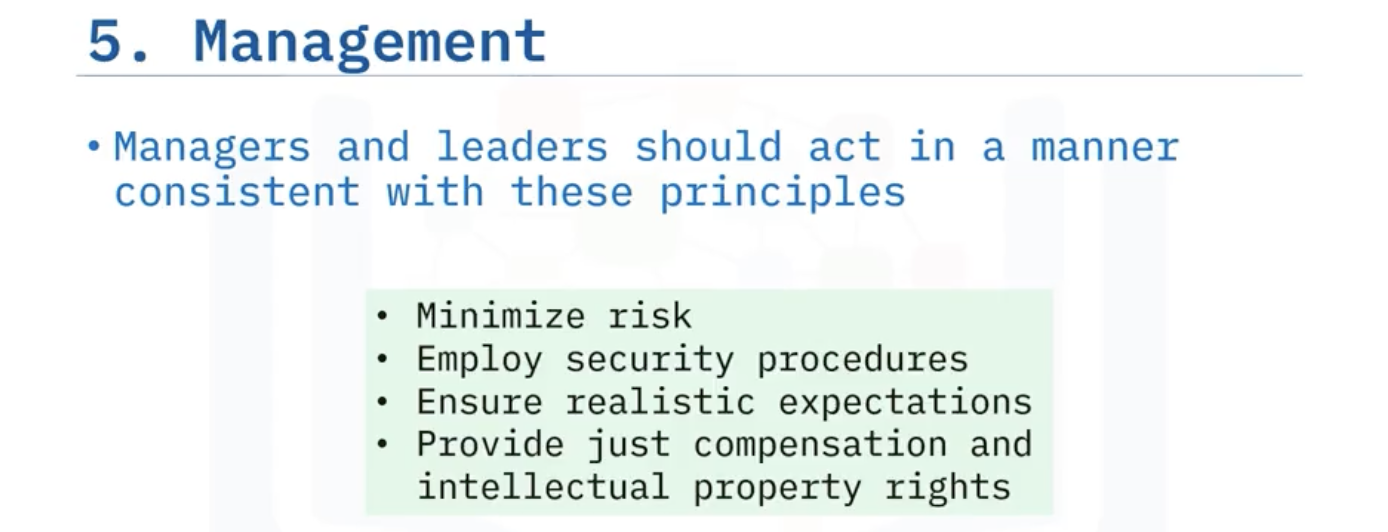 5. Management
• Managers and leaders should act in a manner
consistent with these principles
• Minimize risk
• Employ security procedures
• Ensure realistic expectations
• Provide just compensation and
intellectual property rights